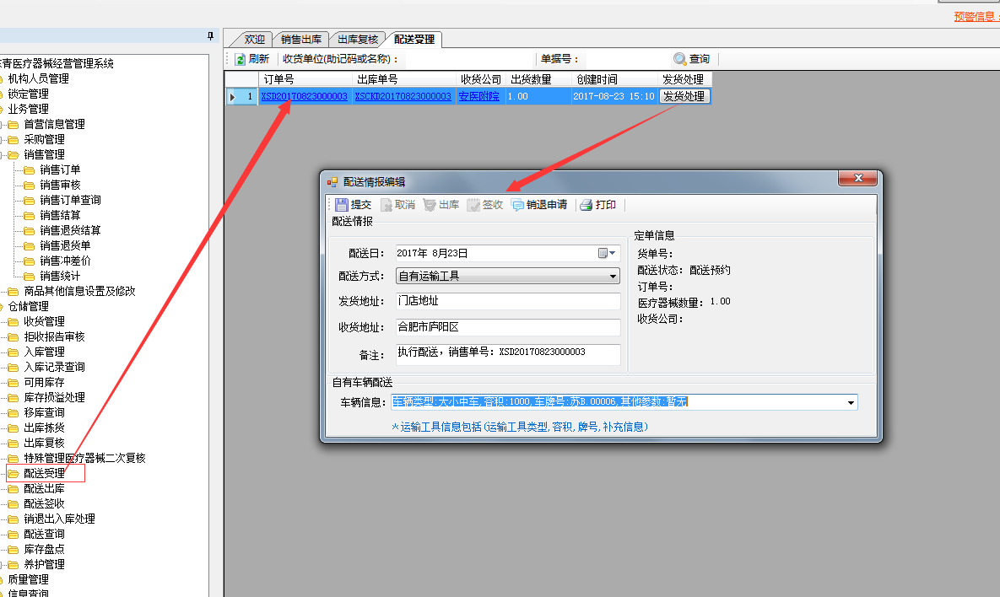 预警信息：
欢迎 销售出库 出库复核 配送受理
刷新 收货单位(助记码或名称)： 单据号： 查询
订单号 出库单号 收货公司 出货数量 创建时间 发货处理
1 XSD20170823000003 XSCKD20170823000003 安医附院 1.00 2017-08-23 15:10 发货处理
青医疗器械经营管理系统
机构人员管理
锁定管理
业务管理
首营信息管理
采购管理
销售管理
销售订单
销售审核
销售订单查询
销售结算
销售退货结算
销售退货单
销售冲差价
销售统计
商品其他信息设置及修改
仓储管理
收货管理
拒收报告审核
入库管理
入库记录查询
可用库存
库存损溢处理
移库查询
出库拣货
出库复核
特殊管理医疗器械二次复核
配送受理
配送出库
配送签收
销退出入库处理
配送查询
库存盘点
养护管理
质量管理
信息查询
配送情报编辑
提交 取消 出库 签收 销退申请 打印
配送情报
配送日： 2017年 8月23日
配送方式： 自有运输工具
发货地址： 门店地址
收货地址： 合肥市庐阳区
备注： 执行配送，销售单号：XSD20170823000003
定单信息
货单号：
配送状态：配送预约
订单号：
医疗器械数量：1.00
收货公司：
自有车辆配送
车辆信息： 车辆类型:大小中车,容积:1000,车牌号:苏B.00006,其他参数:暂无
※运输工具信息包括(运输工具类型,容积,牌号,补充信息)